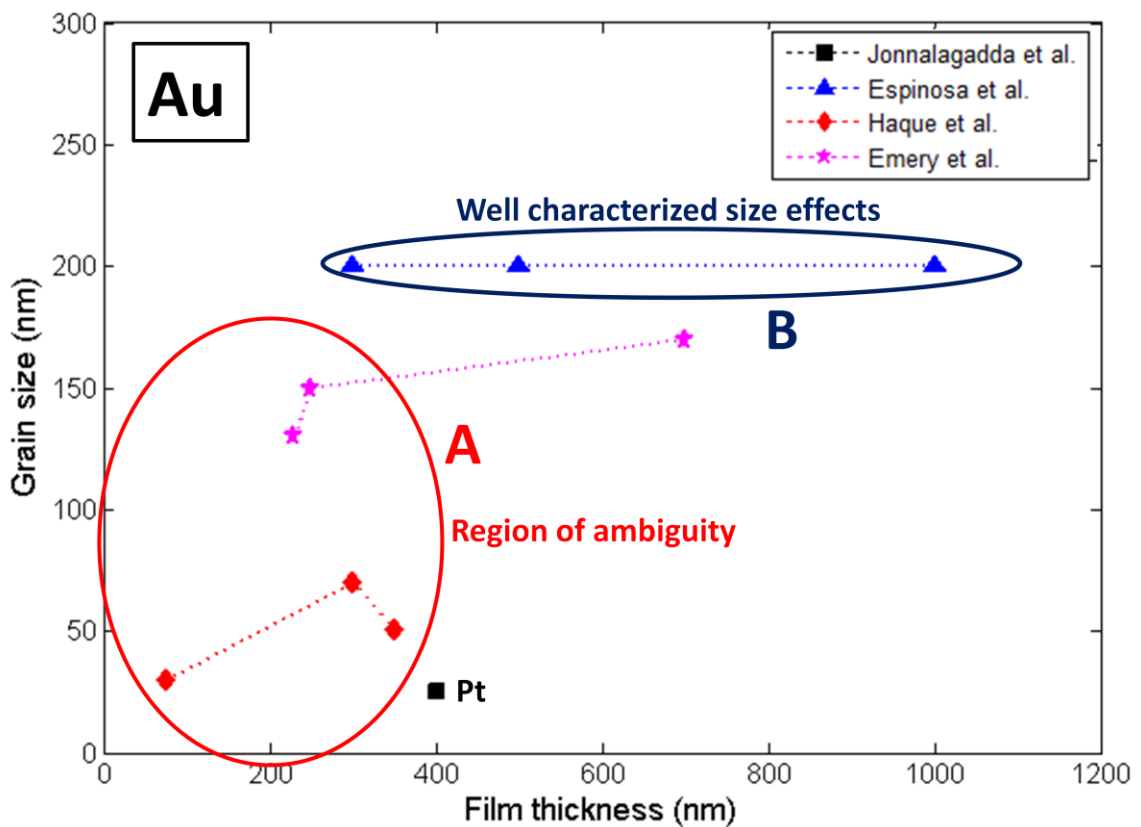 300
Au
Jonnalagadda et al.
Espinosa et al.
Haque et al.
Emery et al.
250
Well characterized size effects
200
B
150
A
100
Region of ambiguity
50
Pt
0
Grain size (nm)
0 200 400 600 800 1000 1200
Film thickness (nm)